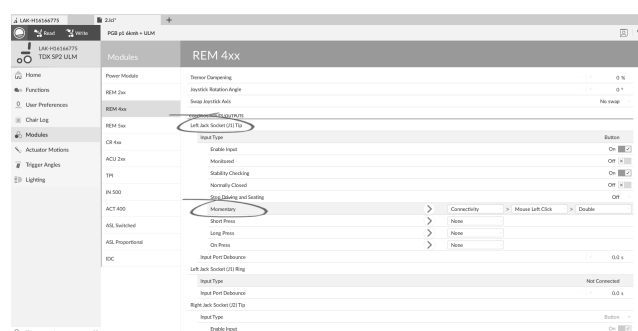 LAK-H16166775
2.lci*
+
Read
Write
PGB p1 6kmh + ULM
LAK-H16166775
TDX SP2 ULM
Home
Functions
User Preferences
Chair Log
Modules
Actuator Motions
Trigger Angles
Lighting
Modules
Power Module
REM 2xx
REM 4xx
REM 5xx
CR 4xx
ACU 2xx
TPI
IN 500
ACT 400
ASL Switched
ASL Proportional
IDC
REM 4xx
Tremor Dampening 0 %
Joystick Rotation Angle 0 °
Swap Joystick Axis No swap
Left Jack Socket (J1) Tip
Input Type Button
Enable Input On
Monitored Off
Stability Checking On
Normally Closed Off
Stop Driving and Seating Off
Momentary Connectivity Mouse Left Click Double
Short Press None
Long Press None
On Press None
Input Port Debounce 0.0 s
Left Jack Socket (J1) Ring
Input Type Not Connected
Input Port Debounce 0.0 s
Right Jack Socket (J2) Tip
Input Type Button
Enable Input On